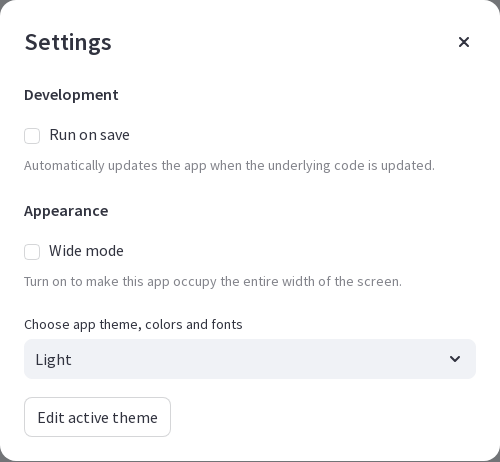 Settings
Development
Run on save
Automatically updates the app when the underlying code is updated.
Appearance
Wide mode
Turn on to make this app occupy the entire width of the screen.
Choose app theme, colors and fonts
Light
Edit active theme